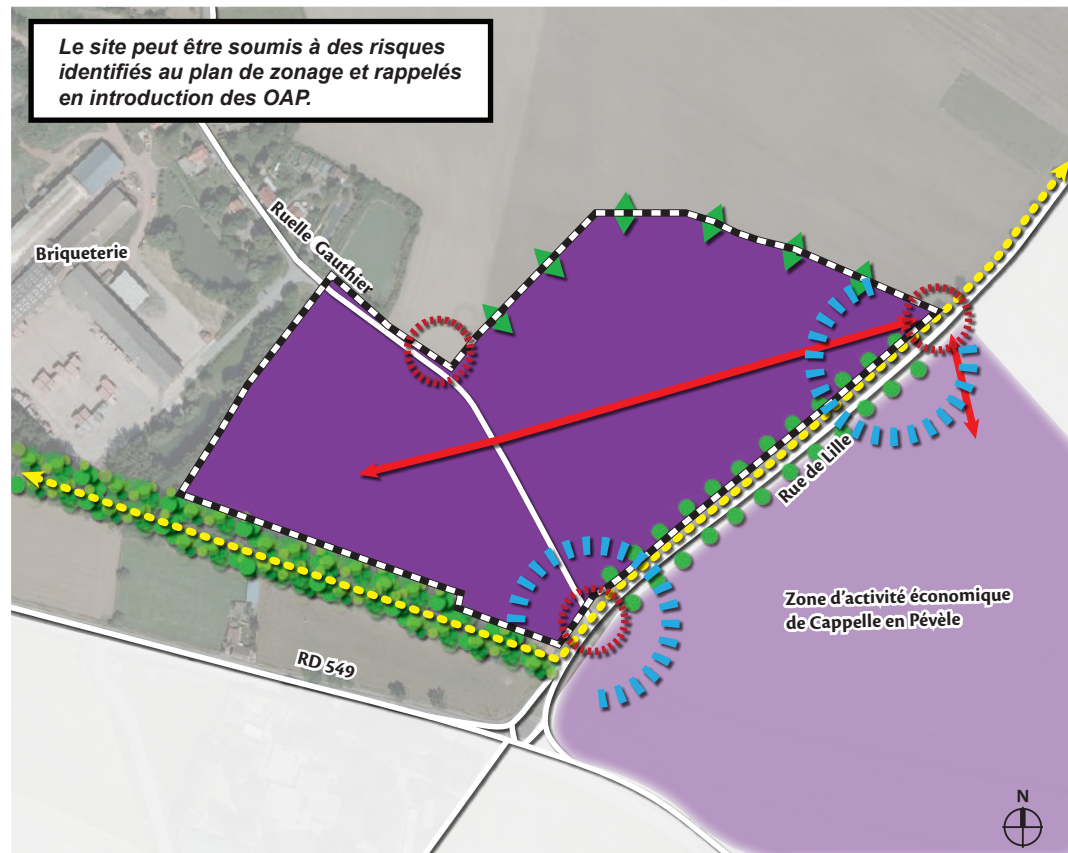 Le site peut être soumis à des risques
identifiés au plan de zonage et rappelés
en introduction des OAP.
Ruelle Gauthier
Briqueterie
Rue de Lille
Zone d'activité économique
de Cappelle en Pévèle
RD 549
N